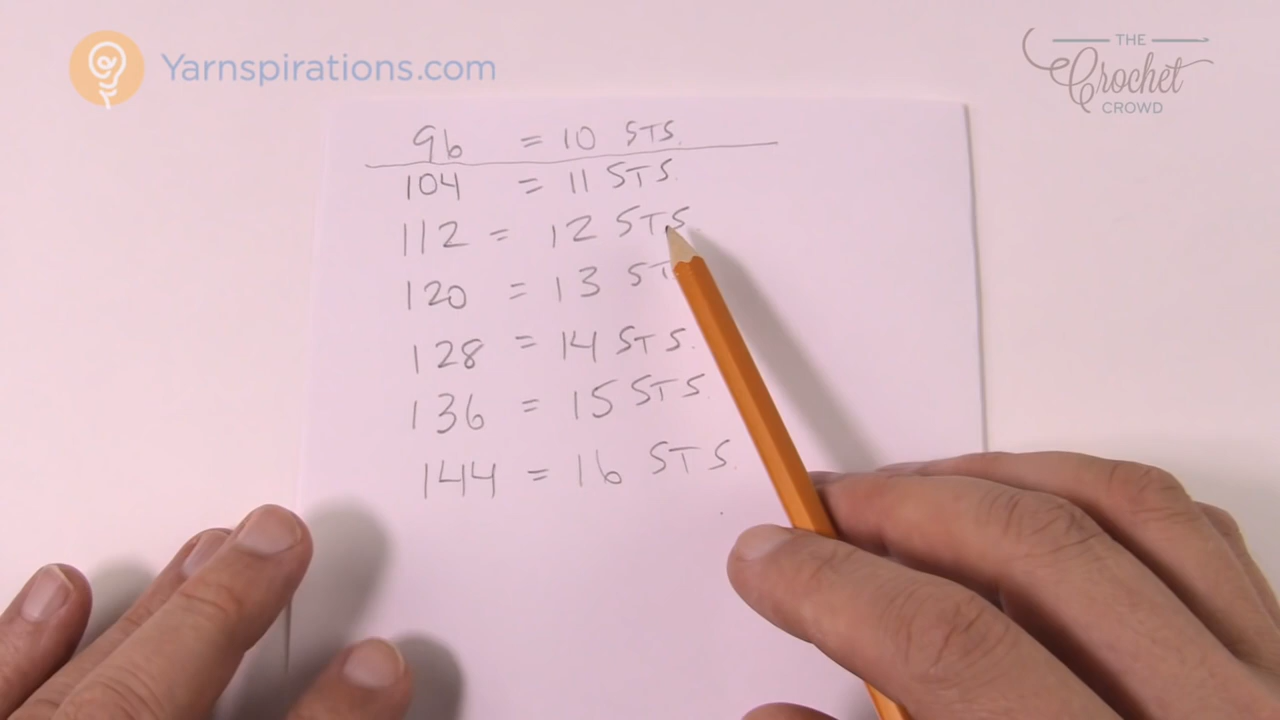 Yarnspirations.com
THE
Crochet
CROWD
96 = 10 STS.
104 = 11 STS.
112 = 12 STS.
120 = 13 ST
128 = 14 STS.
136 = 15 STS.
144 = 16 STS.